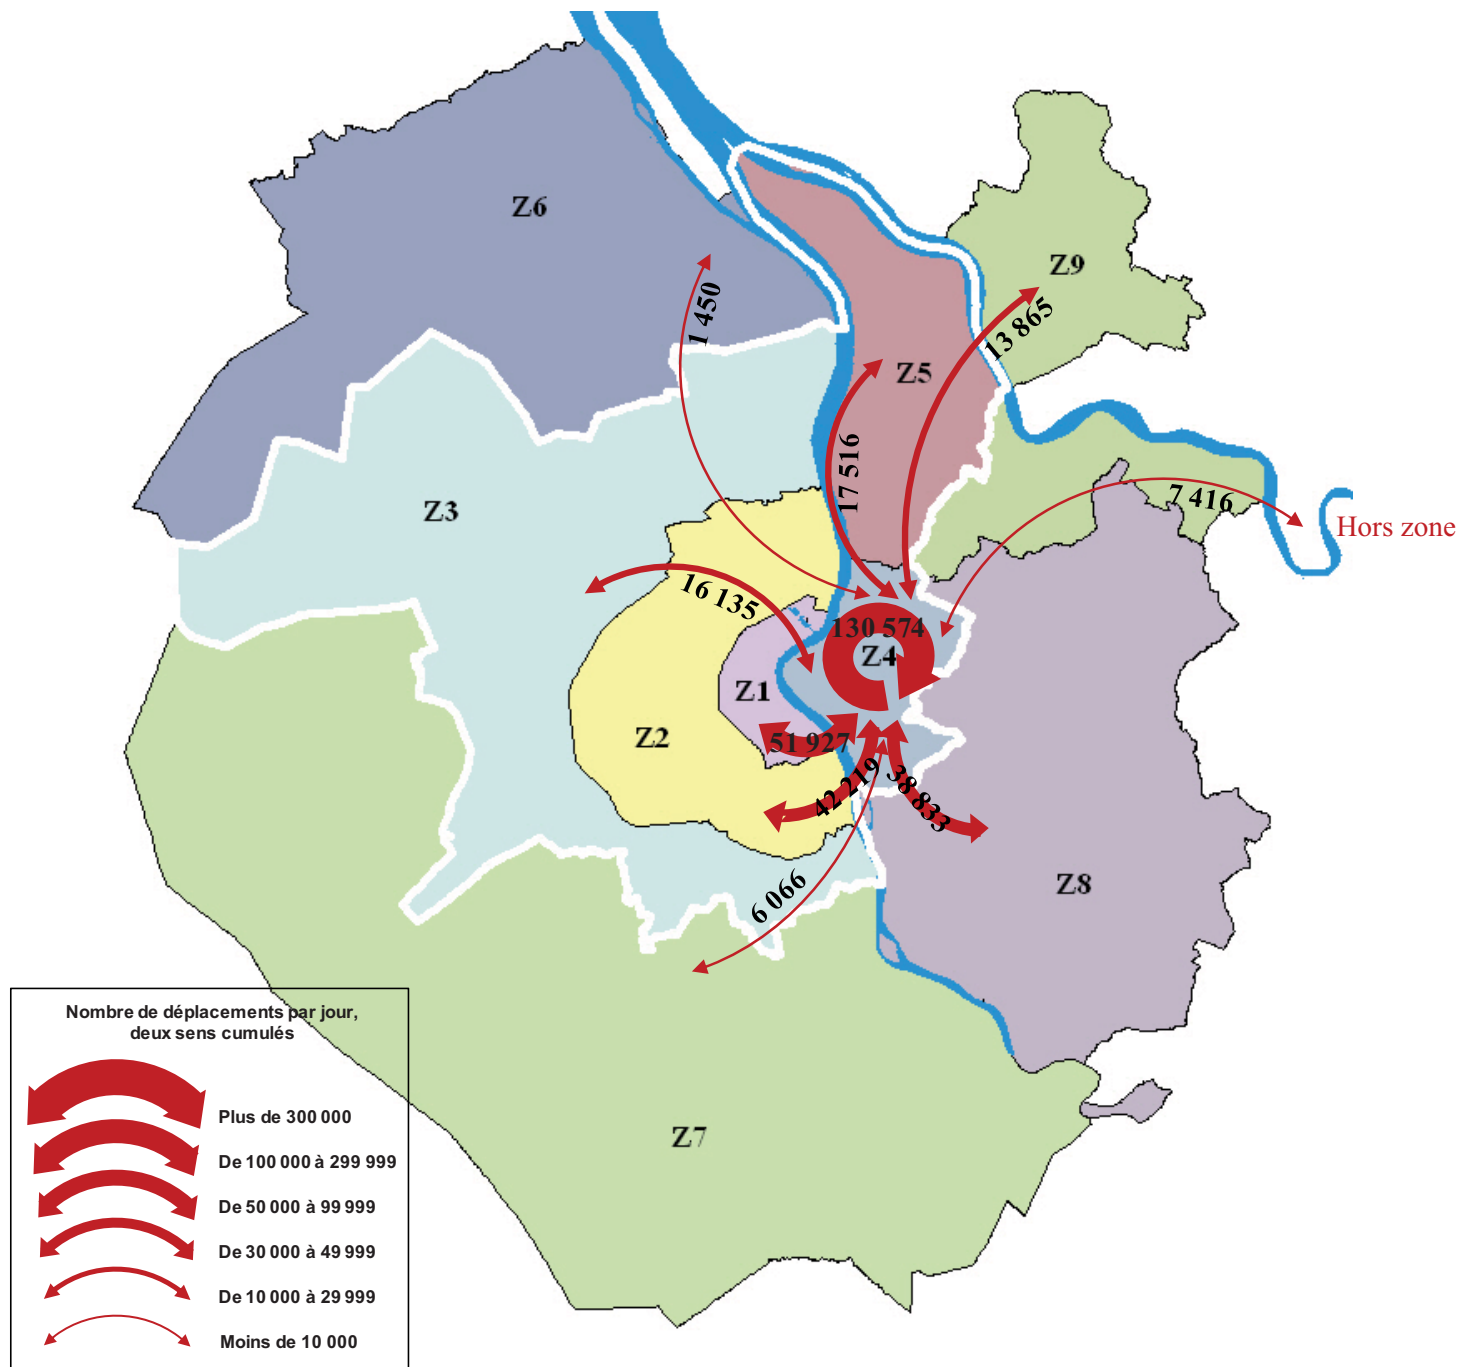 Z6
Z9
1 450
13 865
Z5
17 516
Z3
7 416
Hors zone
16 135
130 574
Z4
Z1
Z2
51 927
42 219
38 833
Z8
6 066
Z7
Nombre de déplacements par jour,
deux sens cumulés
Plus de 300 000
De 100 000 à 299 999
De 50 000 à 99 999
De 30 000 à 49 999
De 10 000 à 29 999
Moins de 10 000